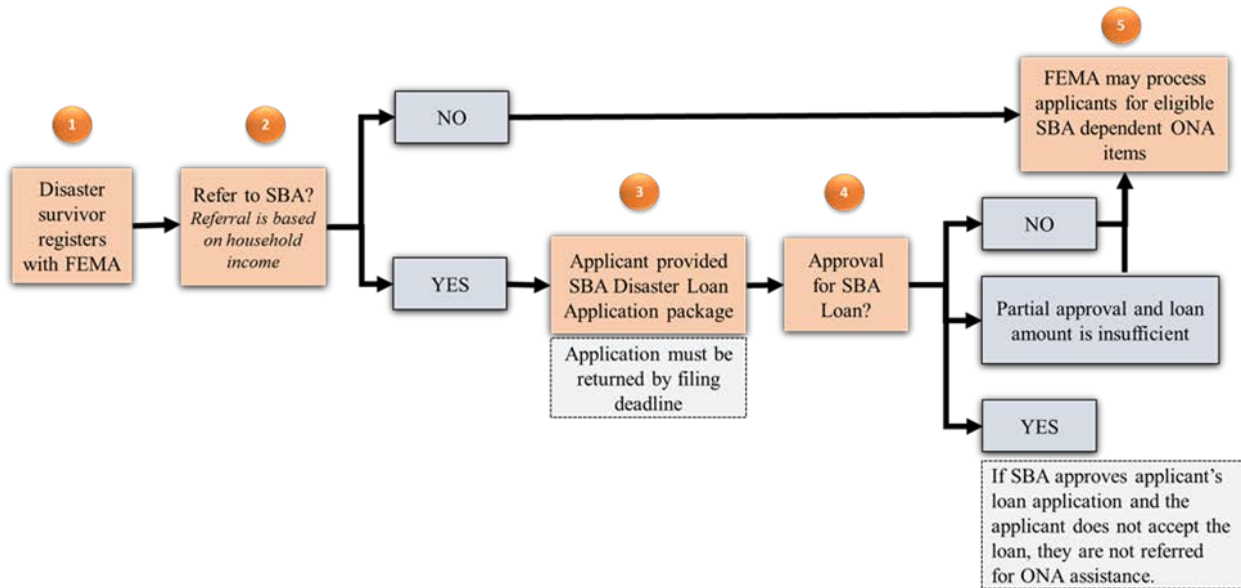 1
Disaster
survivor
registers
with FEMA
2
Refer to SBA?
Referral is based
on household
income
NO
YES
3
Applicant provided
SBA Disaster Loan
Application package
Application must be
returned by filing
deadline
4
Approval
for SBA
Loan?
NO
Partial approval and loan
amount is insufficient
YES
If SBA approves applicant’s
loan application and the
applicant does not accept the
loan, they are not referred
for ONA assistance.
5
FEMA may process
applicants for eligible
SBA dependent ONA
items